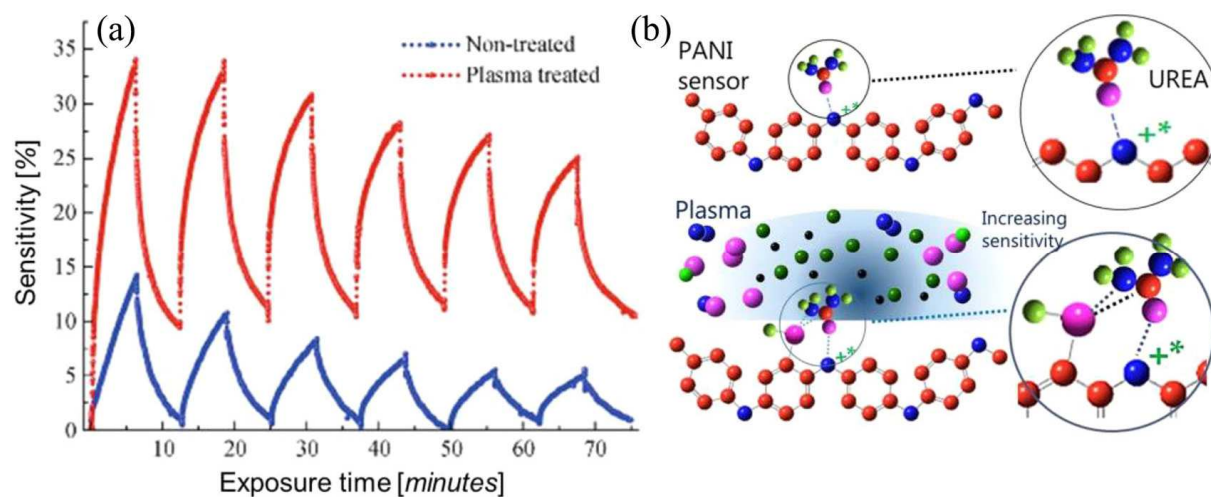 (a)
Non-treated
Plasma treated
Sensitivity [%]
35
30
25
20
15
10
5
0
10
20
30
40
50
60
70
Exposure time [minutes]
(b)
PANI
sensor
+*
UREA
+*
Plasma
Increasing
sensitivity
+*
+*